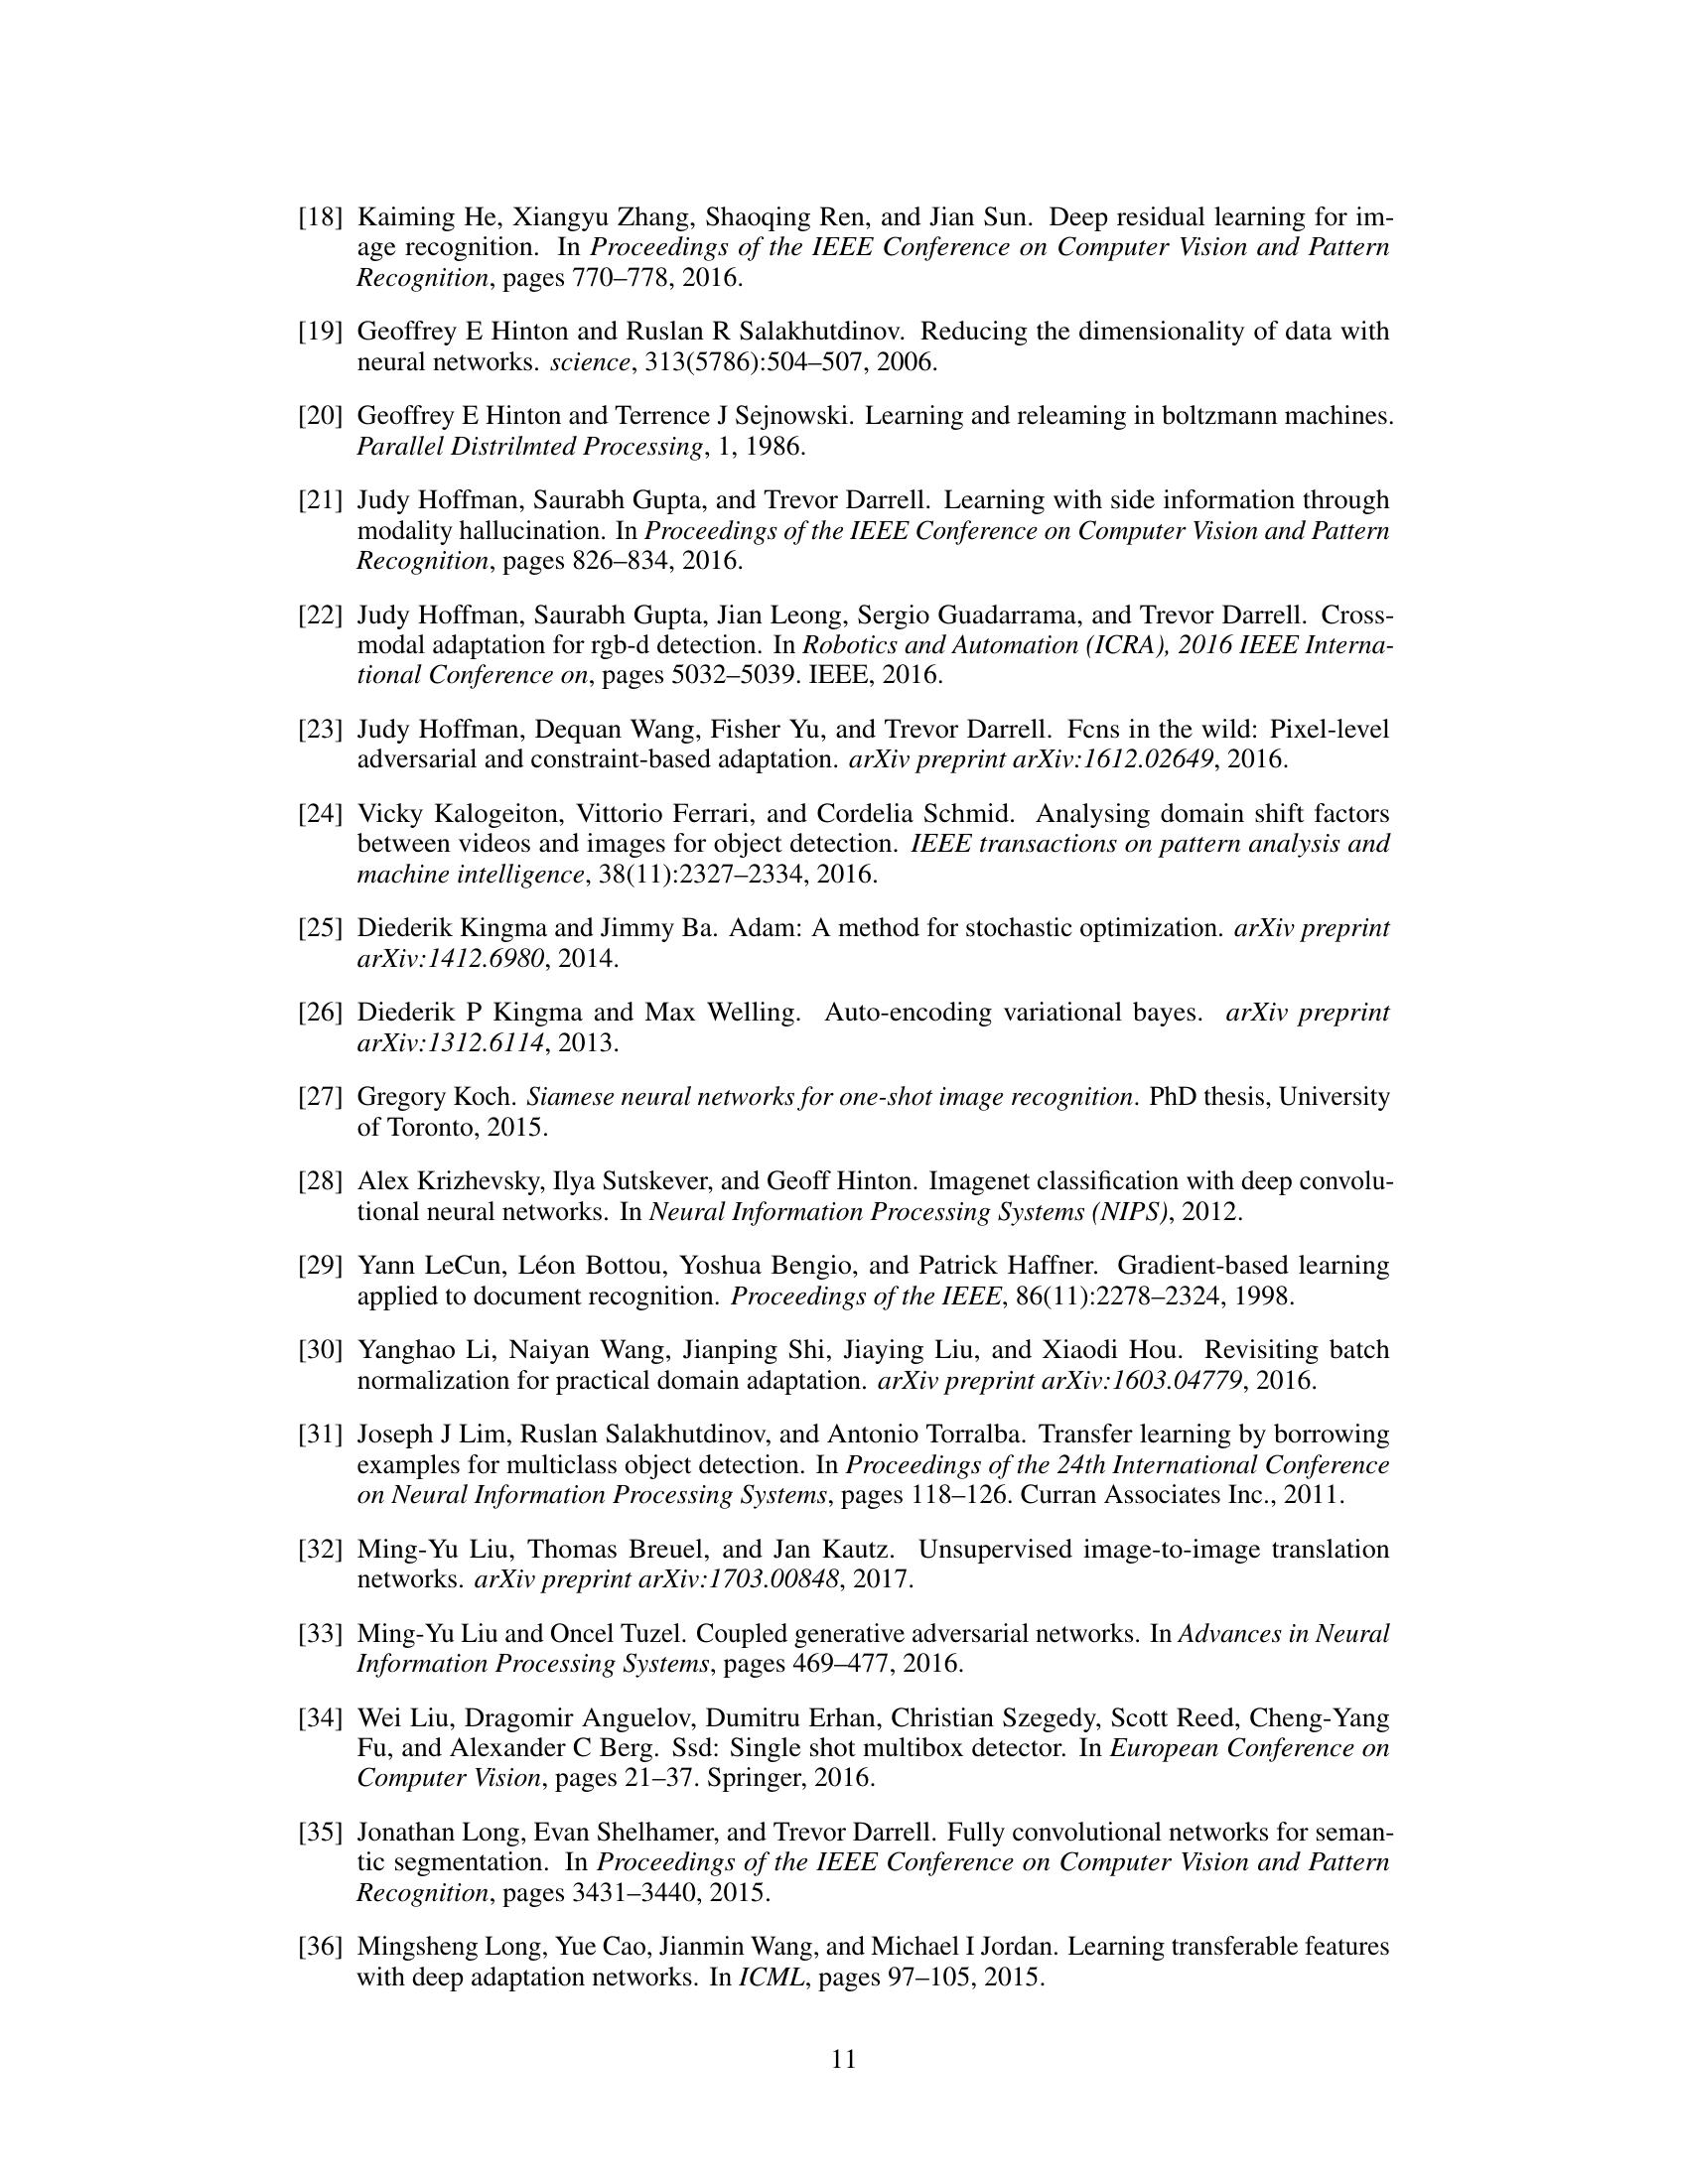 [18] Kaiming He, Xiangyu Zhang, Shaoqing Ren, and Jian Sun. Deep residual learning for im-
age recognition. In Proceedings of the IEEE Conference on Computer Vision and Pattern
Recognition, pages 770–778, 2016.
[19] Geoffrey E Hinton and Ruslan R Salakhutdinov. Reducing the dimensionality of data with
neural networks. science, 313(5786):504–507, 2006.
[20] Geoffrey E Hinton and Terrence J Sejnowski. Learning and releaming in boltzmann machines.
Parallel Distrilmted Processing, 1, 1986.
[21] Judy Hoffman, Saurabh Gupta, and Trevor Darrell. Learning with side information through
modality hallucination. In Proceedings of the IEEE Conference on Computer Vision and Pattern
Recognition, pages 826–834, 2016.
[22] Judy Hoffman, Saurabh Gupta, Jian Leong, Sergio Guadarrama, and Trevor Darrell. Cross-
modal adaptation for rgb-d detection. In Robotics and Automation (ICRA), 2016 IEEE Interna-
tional Conference on, pages 5032–5039. IEEE, 2016.
[23] Judy Hoffman, Dequan Wang, Fisher Yu, and Trevor Darrell. Fcns in the wild: Pixel-level
adversarial and constraint-based adaptation. arXiv preprint arXiv:1612.02649, 2016.
[24] Vicky Kalogeiton, Vittorio Ferrari, and Cordelia Schmid. Analysing domain shift factors
between videos and images for object detection. IEEE transactions on pattern analysis and
machine intelligence, 38(11):2327–2334, 2016.
[25] Diederik Kingma and Jimmy Ba. Adam: A method for stochastic optimization. arXiv preprint
arXiv:1412.6980, 2014.
[26] Diederik P Kingma and Max Welling. Auto-encoding variational bayes. arXiv preprint
arXiv:1312.6114, 2013.
[27] Gregory Koch. Siamese neural networks for one-shot image recognition. PhD thesis, University
of Toronto, 2015.
[28] Alex Krizhevsky, Ilya Sutskever, and Geoff Hinton. Imagenet classification with deep convolu-
tional neural networks. In Neural Information Processing Systems (NIPS), 2012.
[29] Yann LeCun, Léon Bottou, Yoshua Bengio, and Patrick Haffner. Gradient-based learning
applied to document recognition. Proceedings of the IEEE, 86(11):2278–2324, 1998.
[30] Yanghao Li, Naiyan Wang, Jianping Shi, Jiaying Liu, and Xiaodi Hou. Revisiting batch
normalization for practical domain adaptation. arXiv preprint arXiv:1603.04779, 2016.
[31] Joseph J Lim, Ruslan Salakhutdinov, and Antonio Torralba. Transfer learning by borrowing
examples for multiclass object detection. In Proceedings of the 24th International Conference
on Neural Information Processing Systems, pages 118–126. Curran Associates Inc., 2011.
[32] Ming-Yu Liu, Thomas Breuel, and Jan Kautz. Unsupervised image-to-image translation
networks. arXiv preprint arXiv:1703.00848, 2017.
[33] Ming-Yu Liu and Oncel Tuzel. Coupled generative adversarial networks. In Advances in Neural
Information Processing Systems, pages 469–477, 2016.
[34] Wei Liu, Dragomir Anguelov, Dumitru Erhan, Christian Szegedy, Scott Reed, Cheng-Yang
Fu, and Alexander C Berg. Ssd: Single shot multibox detector. In European Conference on
Computer Vision, pages 21–37. Springer, 2016.
[35] Jonathan Long, Evan Shelhamer, and Trevor Darrell. Fully convolutional networks for seman-
tic segmentation. In Proceedings of the IEEE Conference on Computer Vision and Pattern
Recognition, pages 3431–3440, 2015.
[36] Mingsheng Long, Yue Cao, Jianmin Wang, and Michael I Jordan. Learning transferable features
with deep adaptation networks. In ICML, pages 97–105, 2015.
11